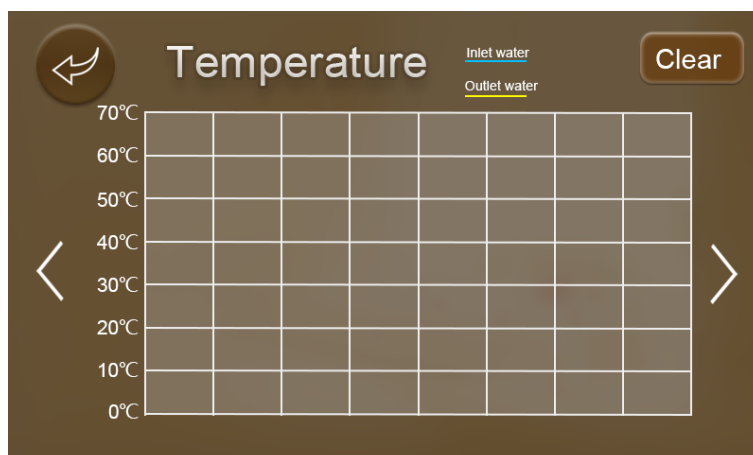 Temperature
Inlet water
Outlet water
Clear
70℃
60℃
50℃
40℃
30℃
20℃
10℃
0℃